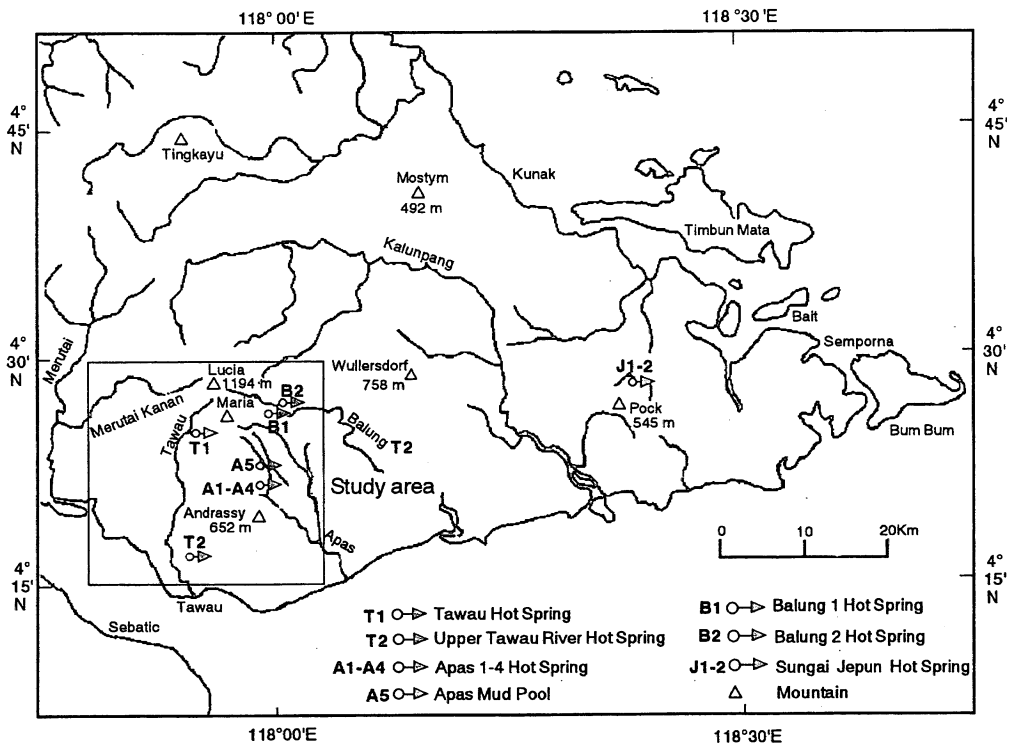 118° 00' E
118° 30'E
4°
45'
N
4°
45'
N
Tingkayu
Mostym
492 m
Kunak
Timbun Mata
Kalunpang
Bait
Semporna
4°
30'
N
4°
30'
N
Merutai
Lucia
1194 m
Wullersdorf
758 m
J1-2
B2
Merutai Kanan
Maria
B1
Pock
545 m
Bum Bum
Tawau
T1
Balung
T2
A5
A1-A4
Study area
Andrassy
652 m
Apas
T2
0 10 20Km
4°
15'
N
4°
15'
N
Tawau
Sebatic
T1 Tawau Hot Spring
T2 Upper Tawau River Hot Spring
A1-A4 Apas 1-4 Hot Spring
A5 Apas Mud Pool
B1 Balung 1 Hot Spring
B2 Balung 2 Hot Spring
J1-2 Sungai Jepun Hot Spring
Mountain
118°00'E
118°30'E